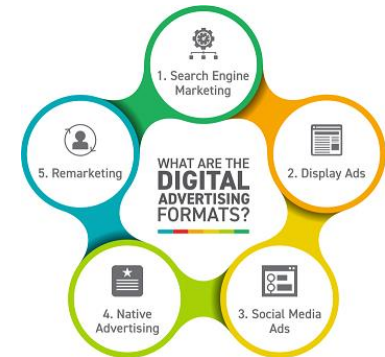 1. Search Engine
Marketing
WHAT ARE THE
DIGITAL
ADVERTISING
FORMATS?
2. Display Ads
3. Social Media
Ads
4. Native
Advertising
5. Remarketing